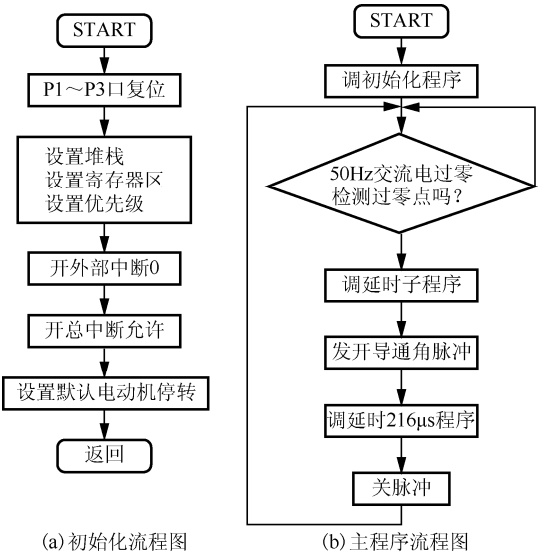 START
P1～P3口复位
设置堆栈
设置寄存器区
设置优先级
开外部中断0
开总中断允许
设置默认电动机停转
返回
(a)初始化流程图
START
调初始化程序
50Hz交流电过零
检测过零点吗？
调延时子程序
发开导通角脉冲
调延时216μs程序
关脉冲
(b)主程序流程图